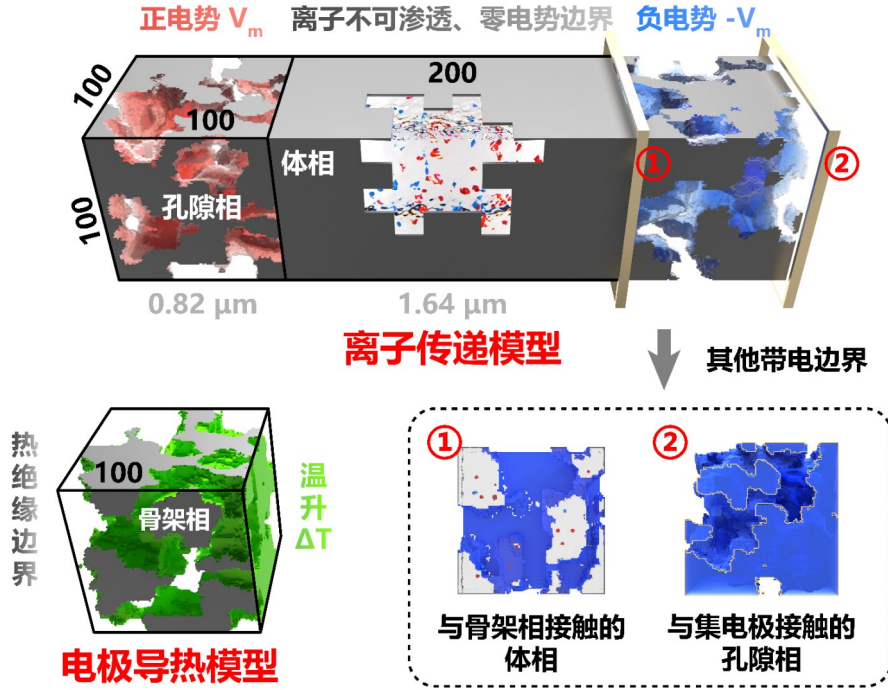 正电势 Vm 离子不可渗透、零电势边界 负电势 -Vm
100
200
100
体相
①
②
孔隙相
100
0.82 μm
1.64 μm
离子传递模型
其他带电边界
热绝缘边界
100
骨架相
温升ΔT
①
②
与骨架相接触的
体相
与集电极接触的
孔隙相
电极导热模型